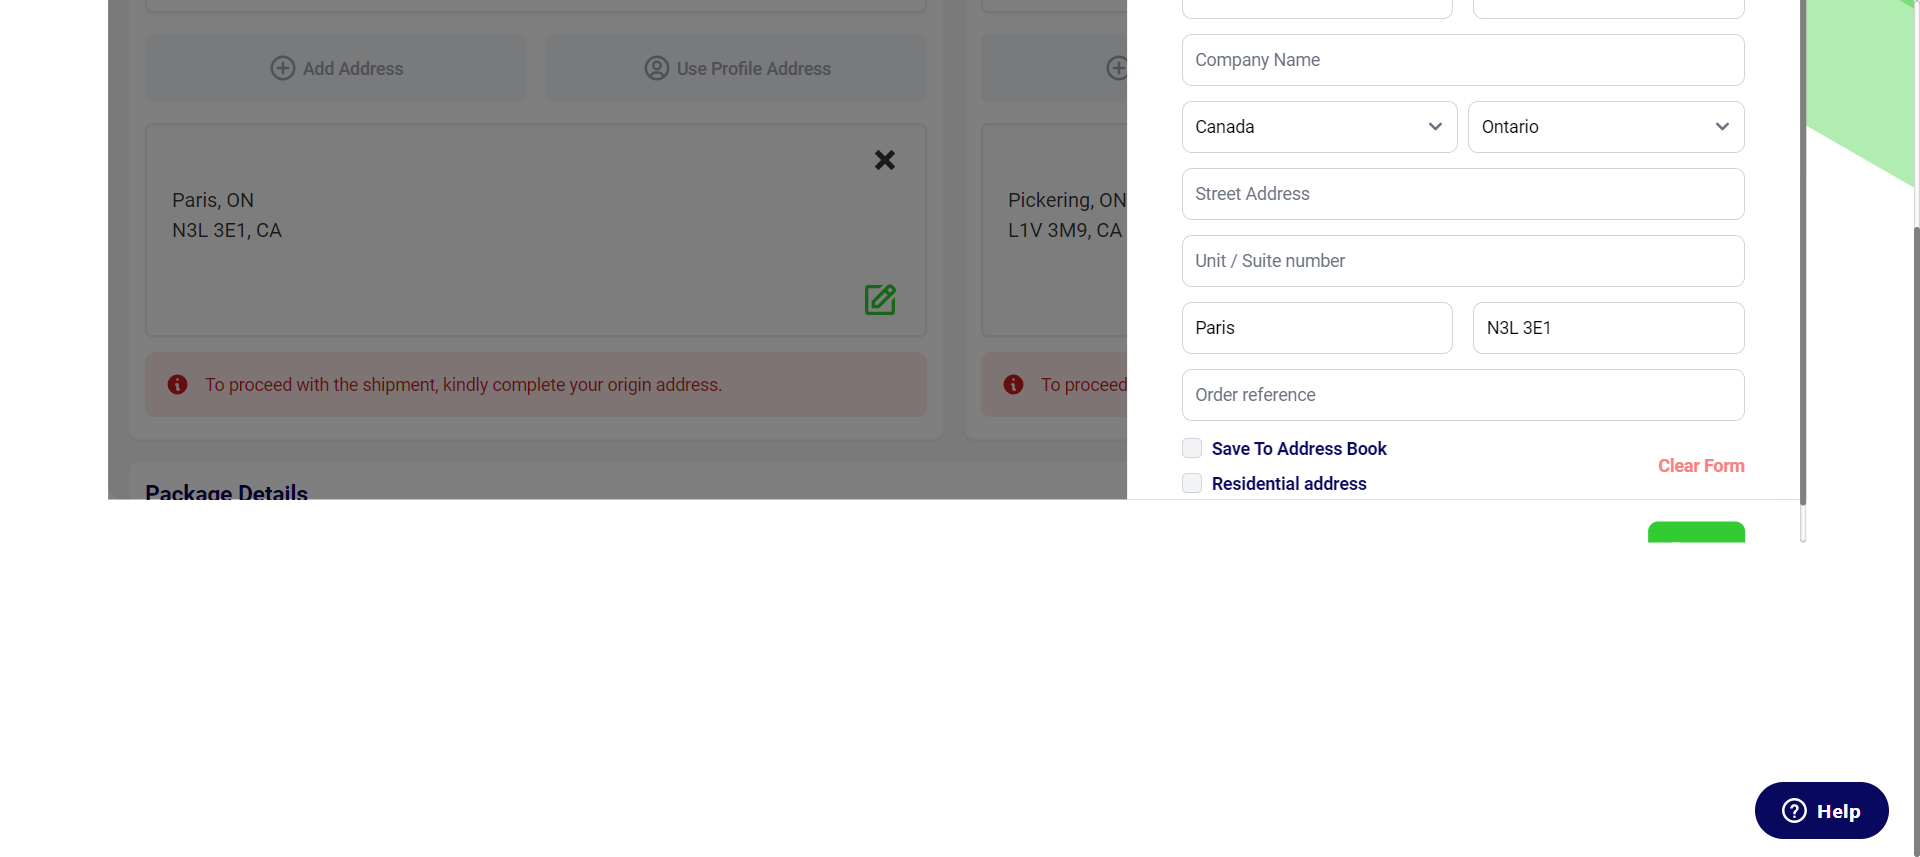 Add Address
Use Profile Address
Paris, ON
N3L 3E1, CA
To proceed with the shipment, kindly complete your origin address.
Pickering, ON
L1V 3M9, CA
To proceed
Package Details
Company Name
Canada
Ontario
Street Address
Unit / Suite number
Paris
N3L 3E1
Order reference
Save To Address Book
Clear Form
Residential address
Help